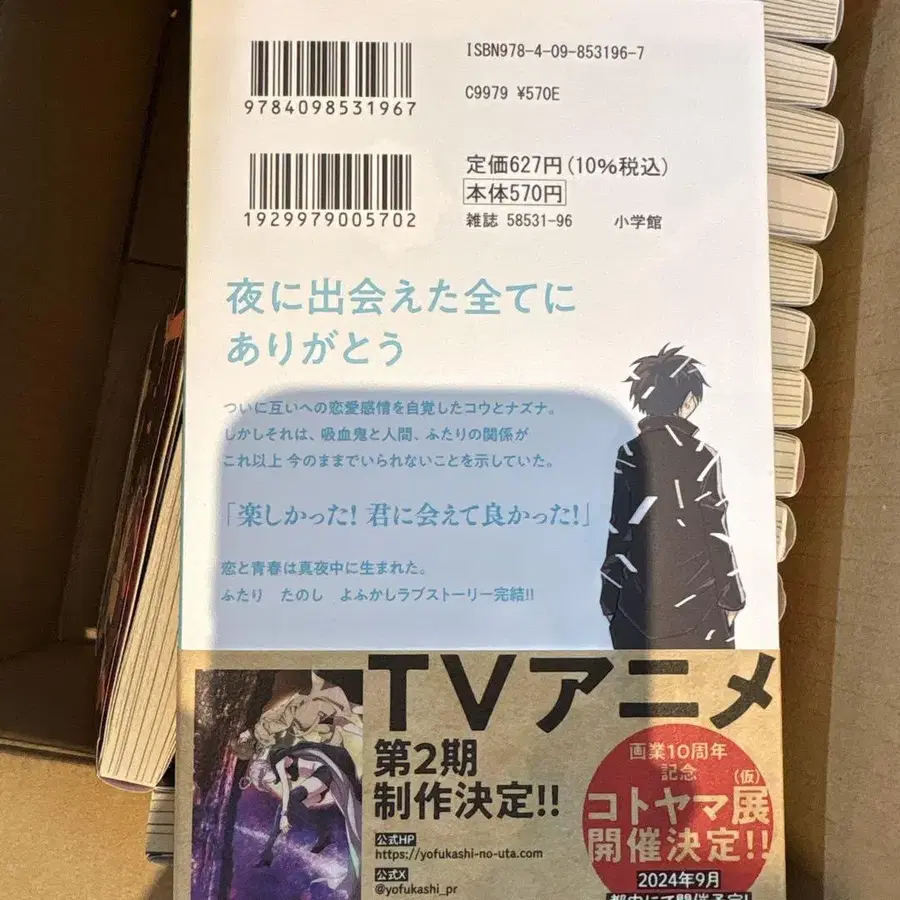 ISBN978-4-09-853196-7
9784098531967
C9979 ¥570E
定価627円(10%税込)
本体570円
1929979005702
雑誌 58531-96 小学館
夜に出会えた全てに
ありがとう
ついに互いへの恋愛感情を自覚したコウとナズナ。
しかしそれは、吸血鬼と人間、ふたりの関係が
これ以上 今のままでいられないことを示していた。
「楽しかった! 君に会えて良かった!」
恋と青春は真夜中に生まれた。
ふたり たのし よふかしラブストーリー完結!!
TVアニメ
第2期
制作決定!!
公式HP
https://yofukashi-no-uta.com
公式X
@yofukashi_pr
画業10周年
記念
(仮)
コトヤマ展
開催決定!!
2024年9月
都内にて開催予定!